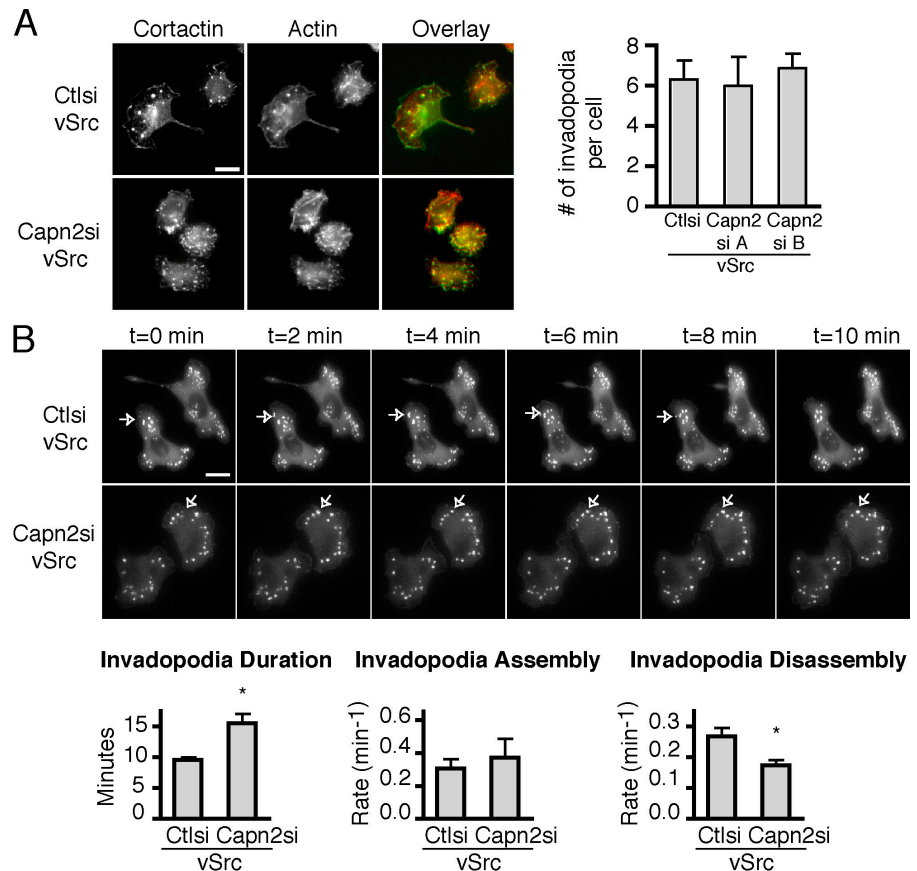 A
Cortactin Actin Overlay
Ctlsi
vSrc
Capn2si
vSrc
# of invadopodia
per cell
8
6
4
2
0
Ctlsi Capn2 Capn2
si A si B
vSrc
B
t=0 min t=2 min t=4 min t=6 min t=8 min t=10 min
Ctlsi
vSrc
Capn2si
vSrc
Invadopodia Duration
Minutes
*
15
10
5
0
Ctlsi Capn2si
vSrc
Invadopodia Assembly
Rate (min-1)
0.6
0.4
0.2
0.0
Ctlsi Capn2si
vSrc
Invadopodia Disassembly
Rate (min-1)
*
0.3
0.2
0.1
0.0
Ctlsi Capn2si
vSrc